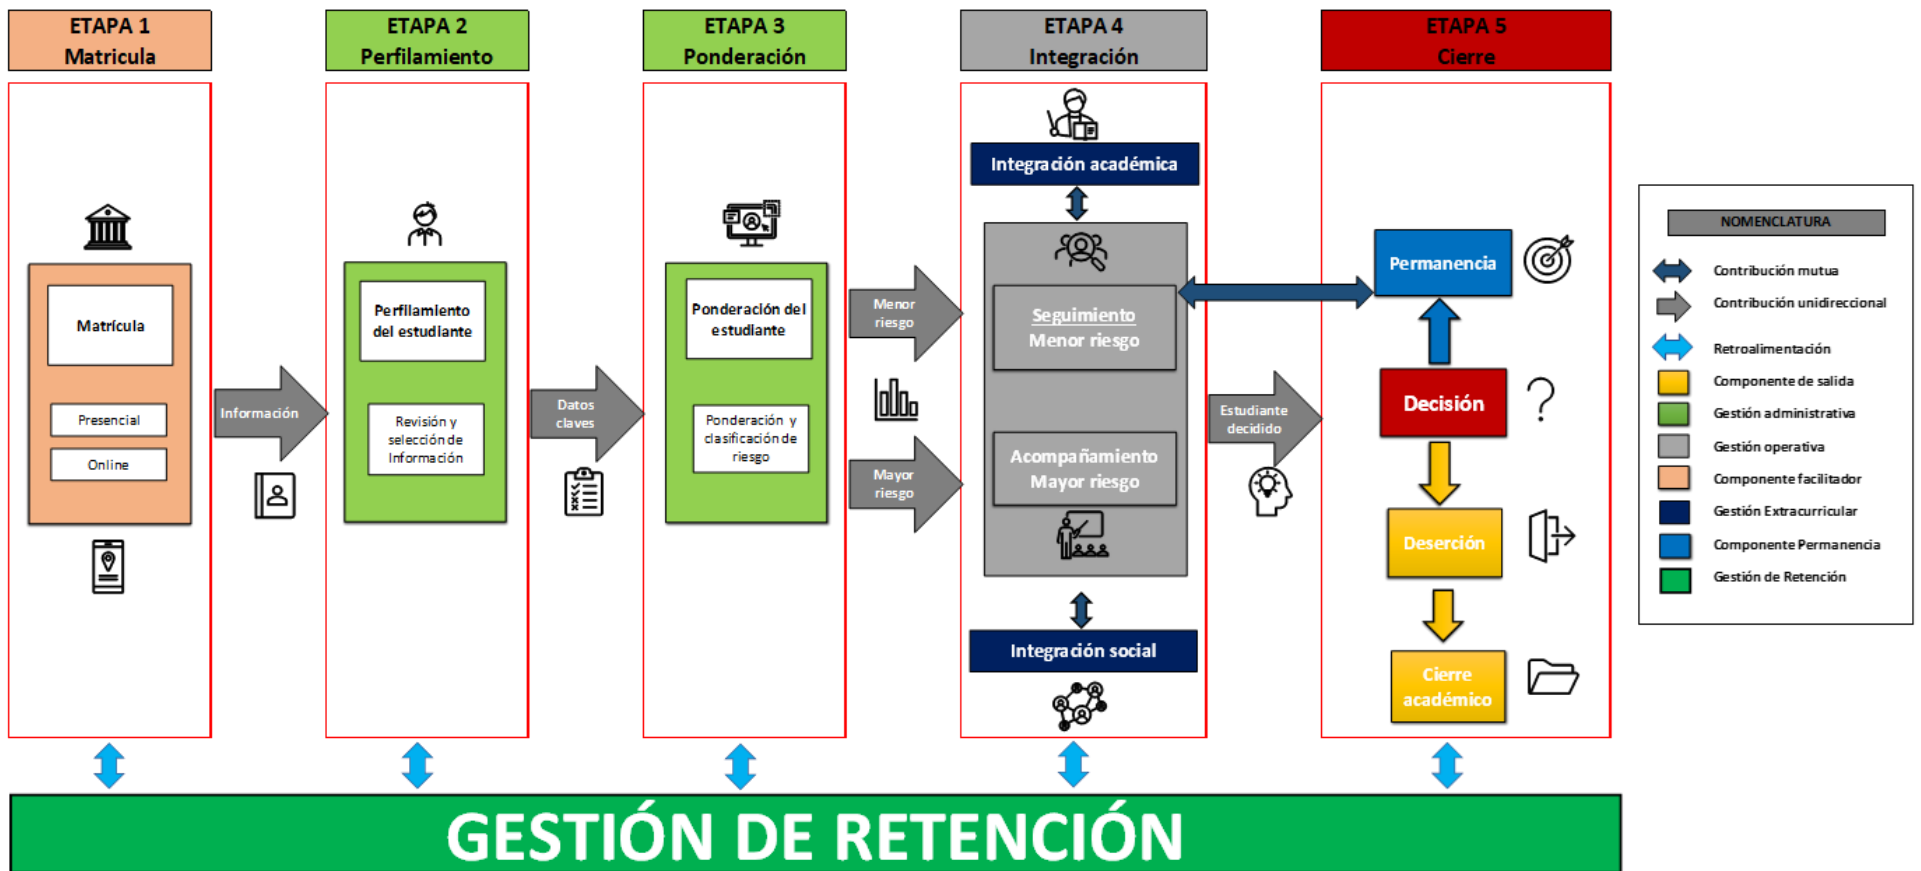 ETAPA 1
Matricula
ETAPA 2
Perfilamiento
ETAPA 3
Ponderación
ETAPA 4
Integración
ETAPA 5
Cierre
Matrícula
Presencial
Online
Información
Perfilamiento
del estudiante
Revisión y
selección de
Información
Datos
claves
Ponderación del
estudiante
Ponderación y
clasificación de
riesgo
Menor
riesgo
Mayor
riesgo
Integración académica
Seguimiento
Menor riesgo
Acompañamiento
Mayor riesgo
Integración social
Estudiante
decidido
Permanencia
Decisión
Deserción
Cierre
académico
NOMENCLATURA
Contribución mutua
Contribución unidireccional
Retroalimentación
Componente de salida
Gestión administrativa
Gestión operativa
Componente facilitador
Gestión Extracurricular
Componente Permanencia
Gestión de Retención
GESTIÓN DE RETENCIÓN